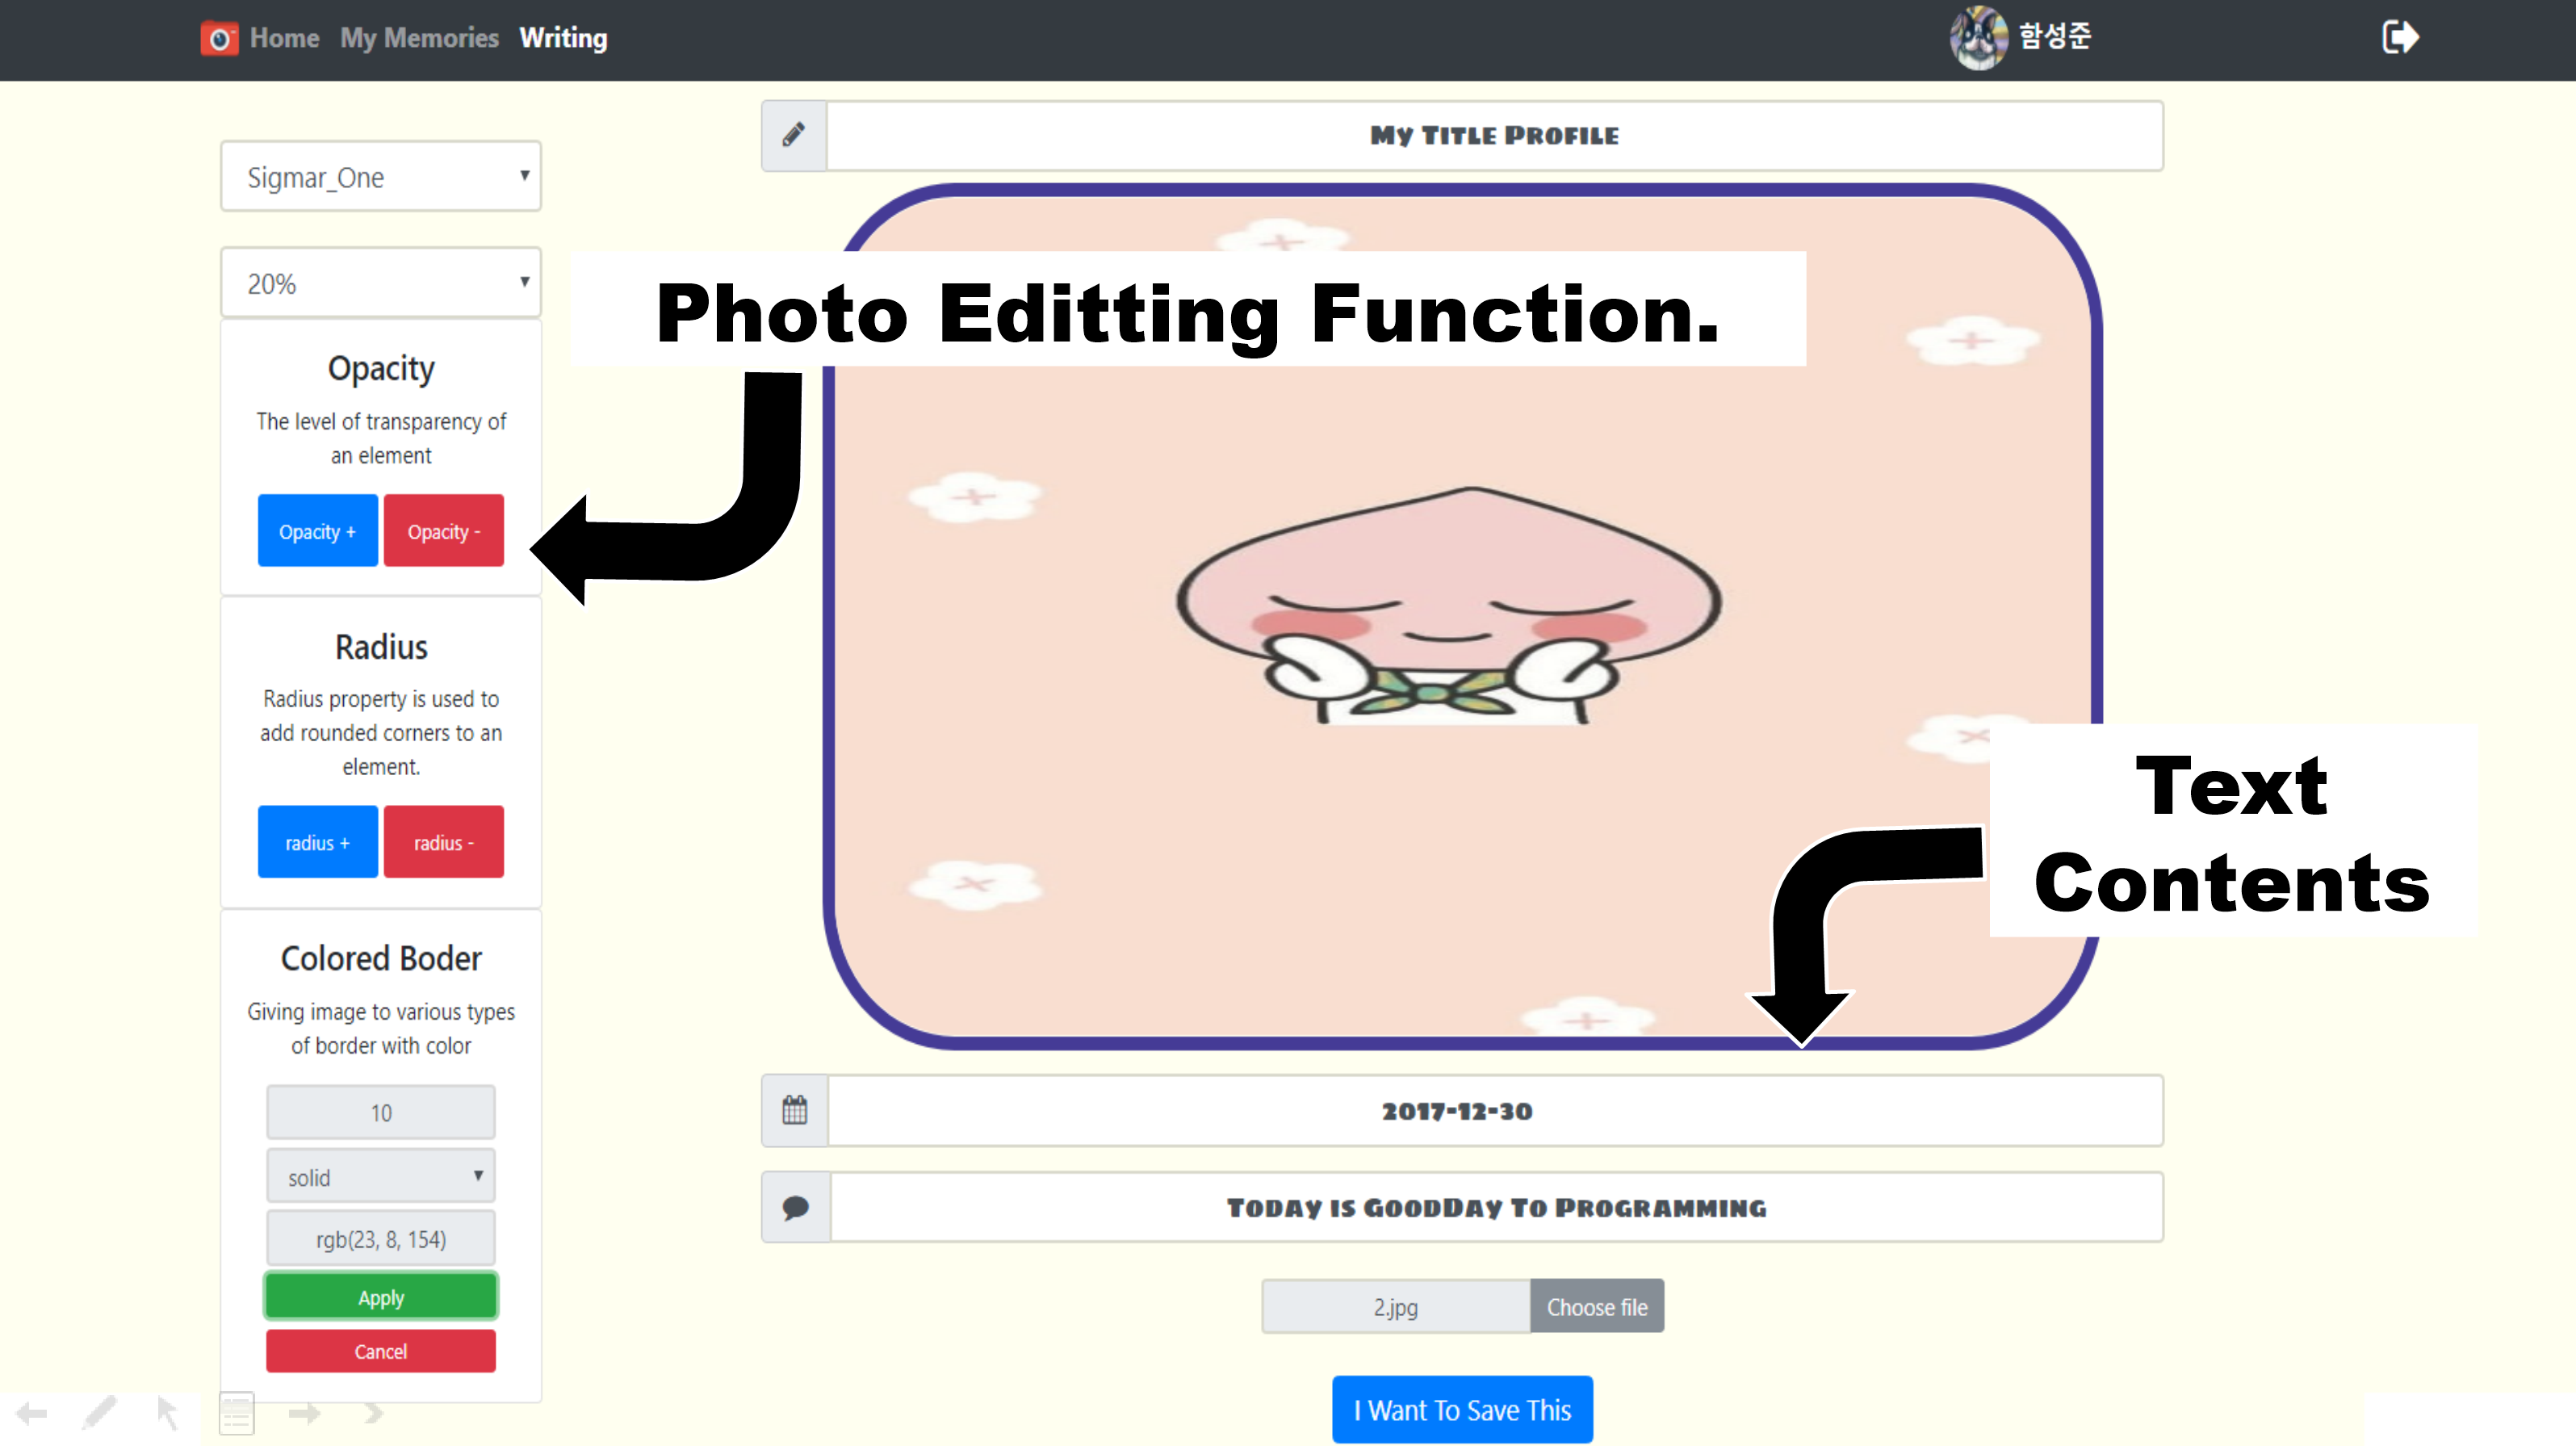 Home My Memories Writing 함성준
Sigmar_One
20%
Opacity
The level of transparency of
an element
Opacity + Opacity -
Radius
Radius property is used to
add rounded corners to an
element.
radius + radius -
Colored Boder
Giving image to various types
of border with color
10
solid
rgb(23, 8, 154)
Apply
Cancel
My Title Profile
Photo Editting Function.
Text
Contents
2017-12-30
Today is GoodDay To Programming
2.jpg Choose file
I Want To Save This